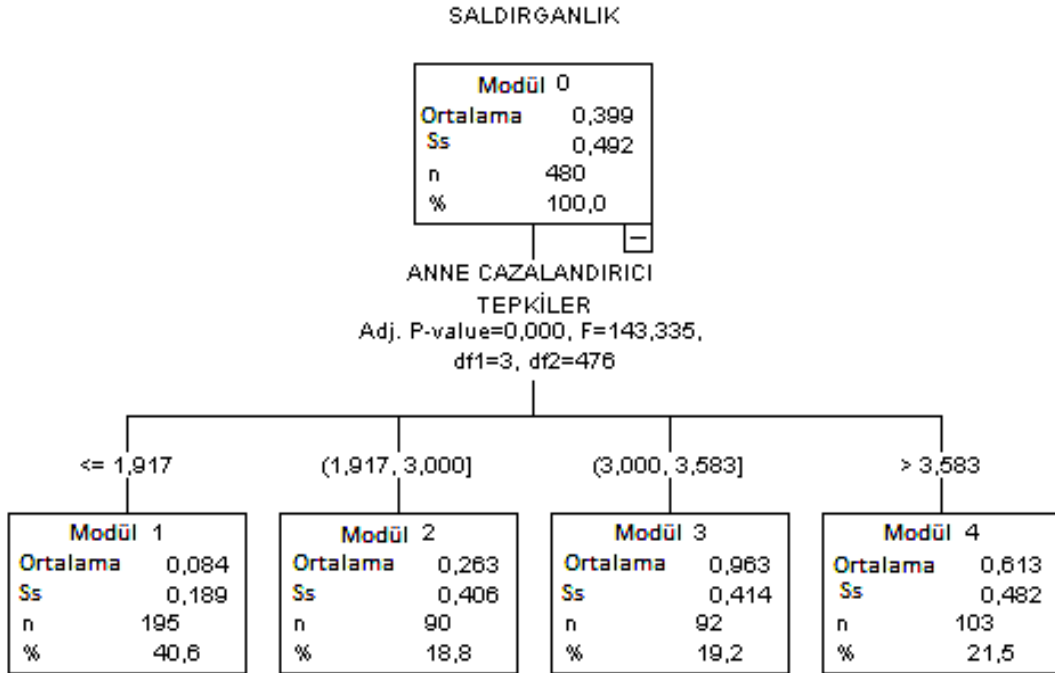 SALDIRGANLIK
Modül 0
Ortalama 0,399
Ss 0,492
n 480
% 100,0
ANNE CAZALANDIRICI
TEPKİLER
Adj. P-value=0,000, F=143,335,
df1=3, df2=476
<= 1,917
(1,917, 3,000]
(3,000, 3,583]
> 3,583
Modül 1
Ortalama 0,084
Ss 0,189
n 195
% 40,6
Modül 2
Ortalama 0,263
Ss 0,406
n 90
% 18,8
Modül 3
Ortalama 0,963
Ss 0,414
n 92
% 19,2
Modül 4
Ortalama 0,613
Ss 0,482
n 103
% 21,5